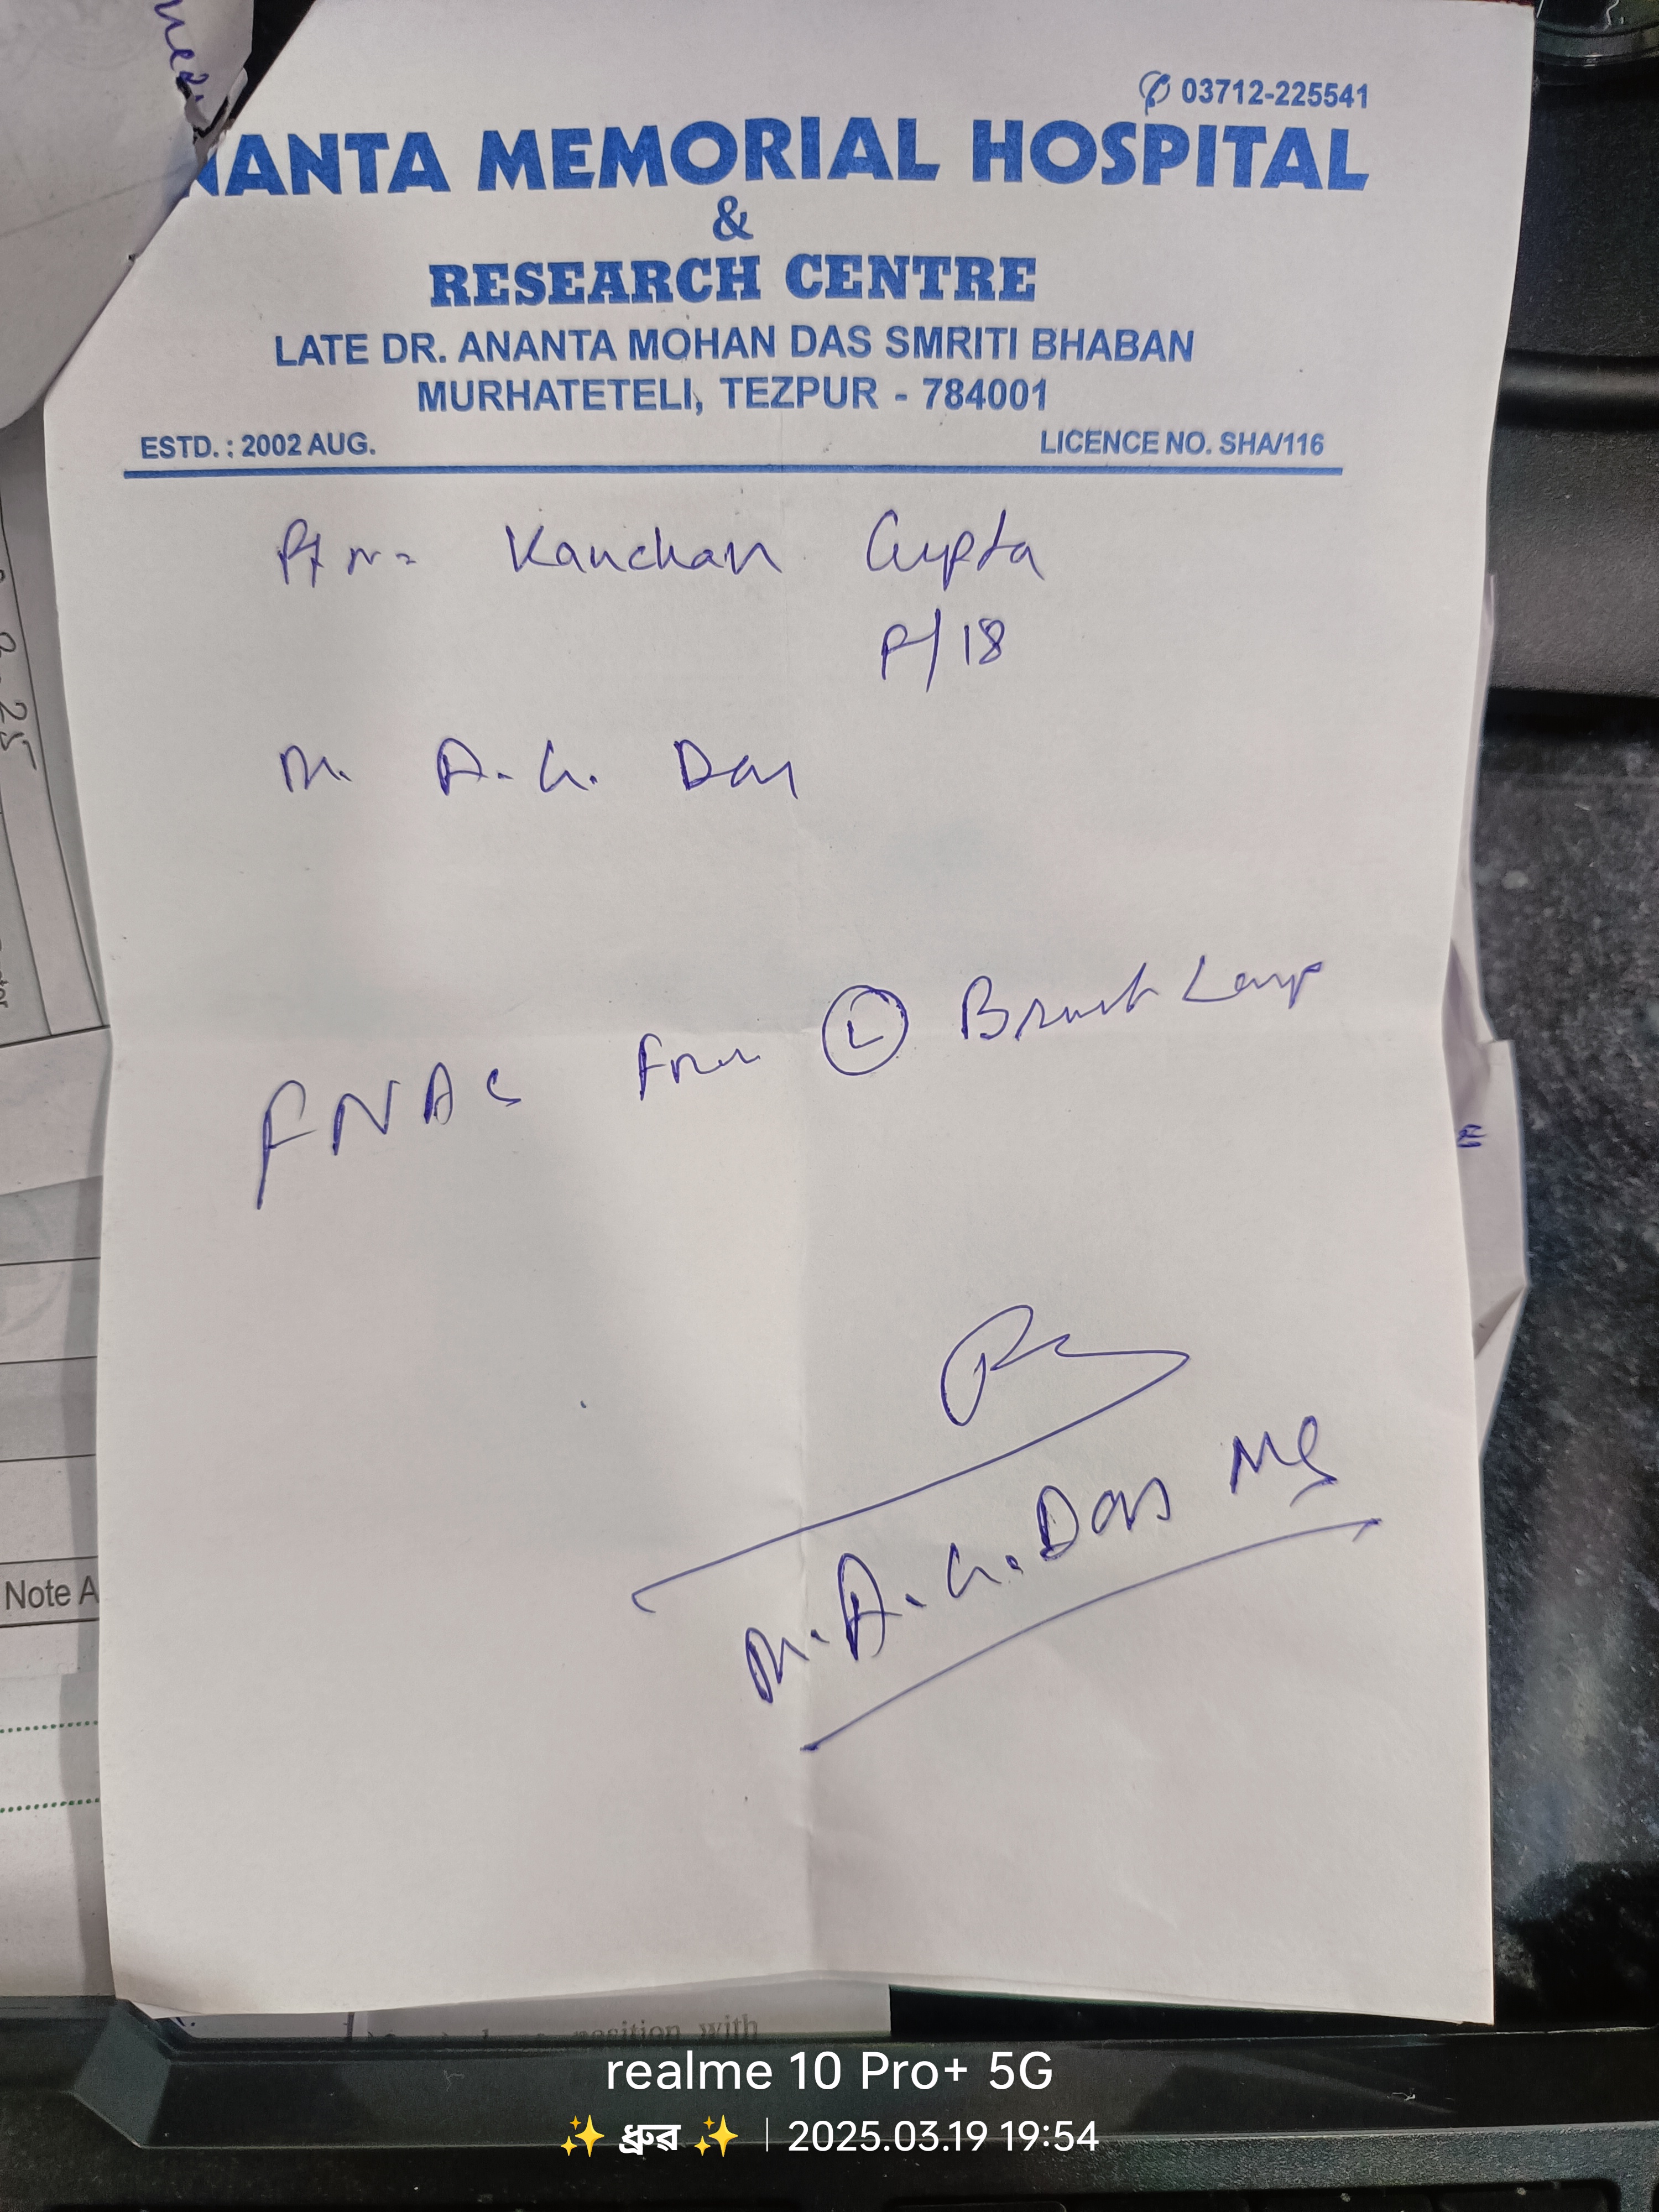 03712-225541
NANTA MEMORIAL HOSPITAL
&
RESEARCH CENTRE
LATE DR. ANANTA MOHAN DAS SMRITI BHABAN
MURHATETELI, TEZPUR - 784001
ESTD. : 2002 AUG. LICENCE NO. SHA/116
Kanchan Gupta
F/18
FNAC from L Breast Lump
Das MS
Note A
position with
realme 10 Pro+ 5G
✨ ধ্ৰুৱ ✨ | 2025.03.19 19:54